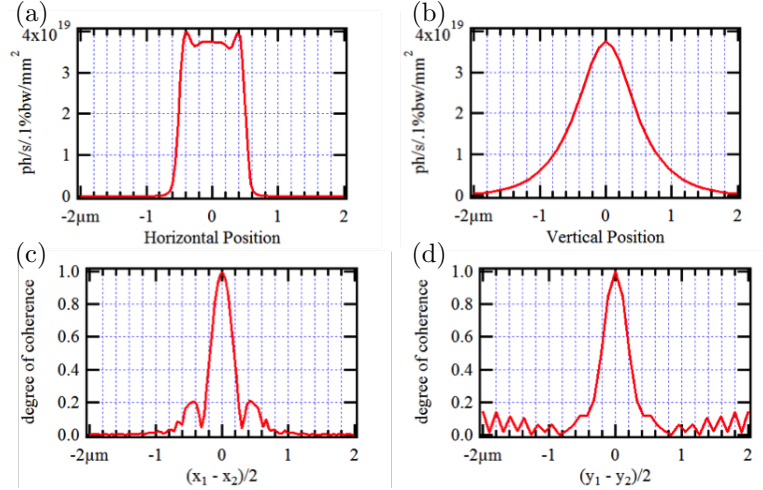 (a)
4x10^19
3
2
1
0
ph/s/.1%bw/mm^2
-2μm -1 0 1 2
Horizontal Position
(b)
4x10^19
3
2
1
0
ph/s/.1%bw/mm^2
-2μm -1 0 1 2
Vertical Position
(c)
1.0
0.8
0.6
0.4
0.2
0.0
degree of coherence
-2μm -1 0 1 2
(x₁ - x₂)/2
(d)
1.0
0.8
0.6
0.4
0.2
0.0
degree of coherence
-2μm -1 0 1 2
(y₁ - y₂)/2